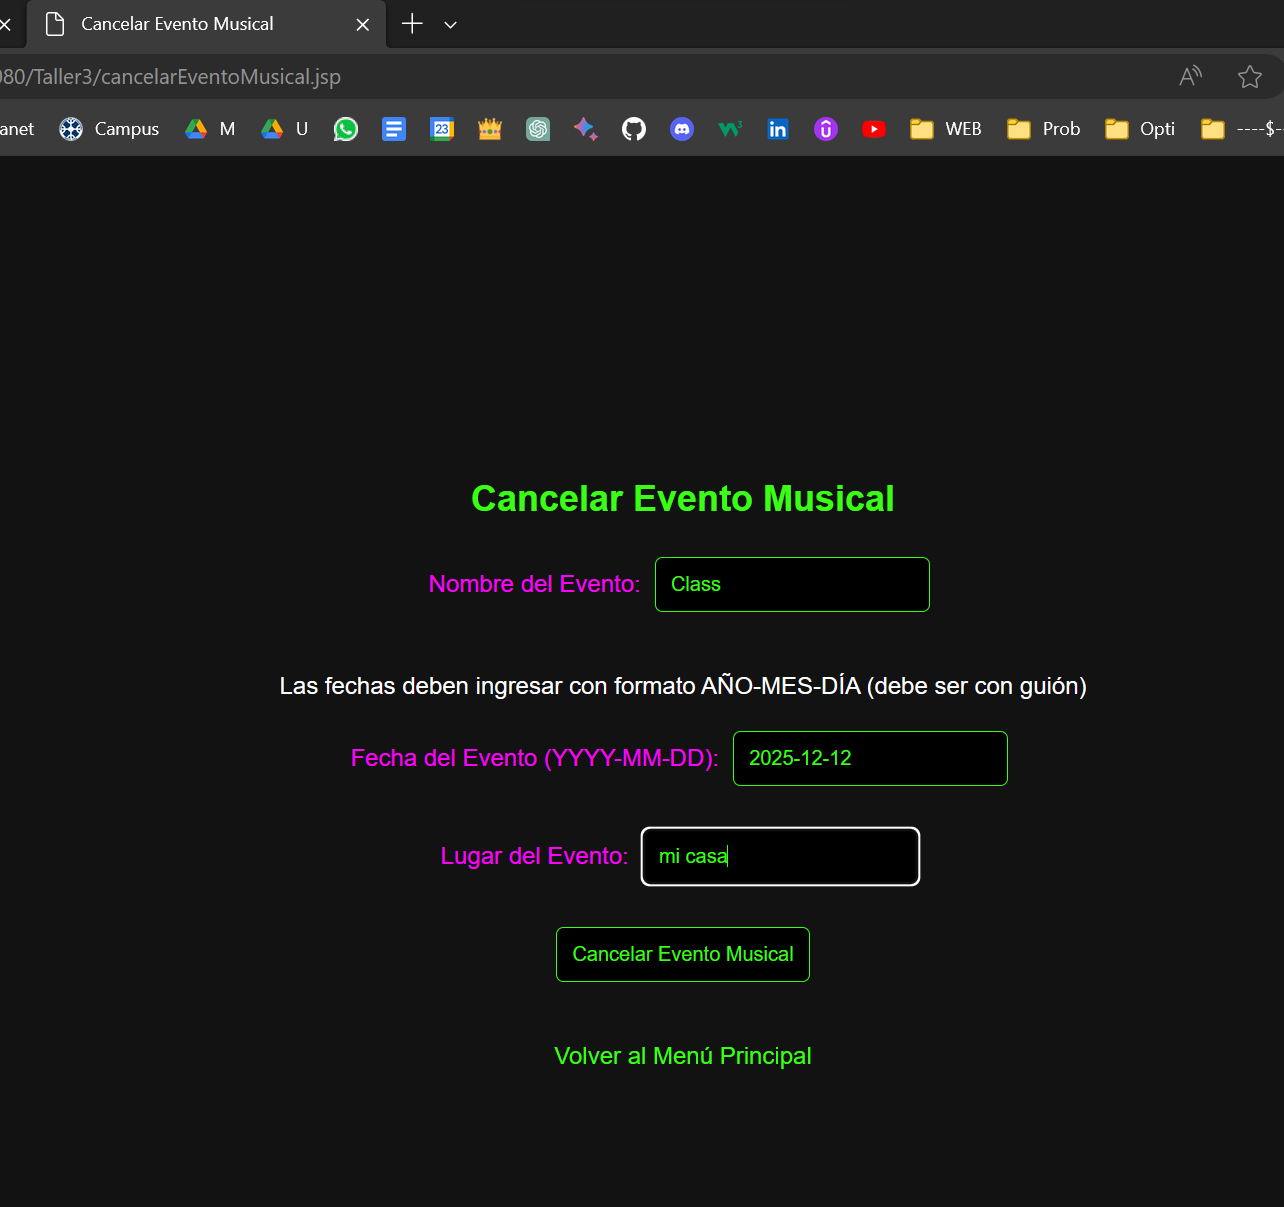 Cancelar Evento Musical
080/Taller3/cancelarEventoMusical.jsp
anet Campus M U 23 WEB Prob Opti ----$--
Cancelar Evento Musical
Nombre del Evento: Class
Las fechas deben ingresar con formato AÑO-MES-DÍA (debe ser con guión)
Fecha del Evento (YYYY-MM-DD): 2025-12-12
Lugar del Evento: mi casa
Cancelar Evento Musical
Volver al Menú Principal